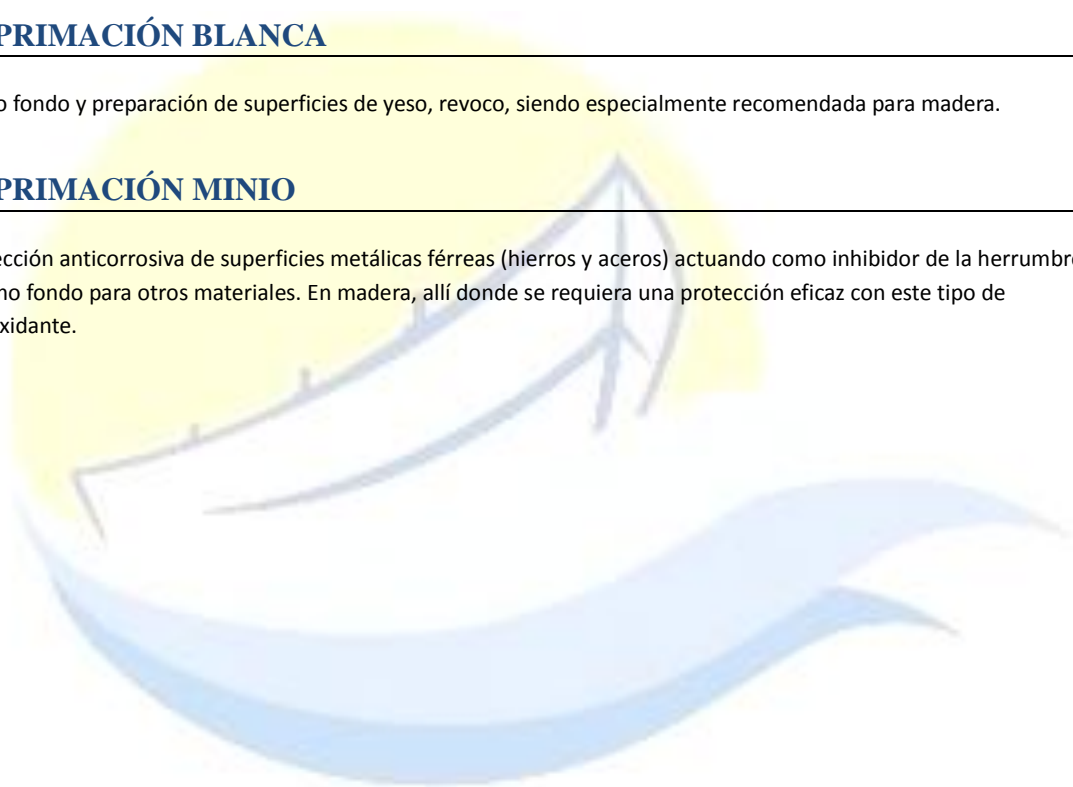 PRIMACIÓN BLANCA
o fondo y preparación de superficies de yeso, revoco, siendo especialmente recomendada para madera.
PRIMACIÓN MINIO
ección anticorrosiva de superficies metálicas férreas (hierros y aceros) actuando como inhibidor de la herrumbre
no fondo para otros materiales. En madera, allí donde se requiera una protección eficaz con este tipo de
xidante.